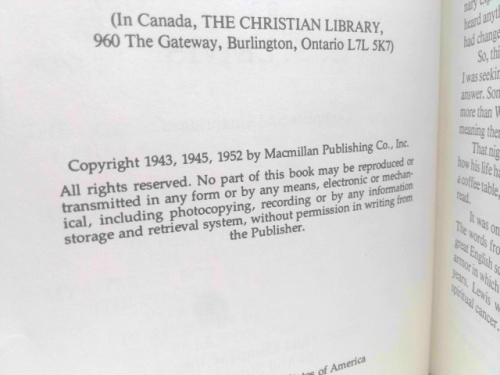 (In Canada, THE CHRISTIAN LIBRARY,
960 The Gateway, Burlington, Ontario L7L 5K7)
Copyright 1943, 1945, 1952 by Macmillan Publishing Co., Inc.
All rights reserved. No part of this book may be reproduced or
transmitted in any form or by any means, electronic or mechan-
ical, including photocopying, recording or by any information
storage and retrieval system, without permission in writing from
the Publisher.
of America
heard
had change
So, thi
I was seekin
answer. Som
more than W
meaning ther
That nig
how his life ha
a coffee table,
read.
It was on
The words from
great English sc
armor in which
years. Lewis w
spiritual cancer.